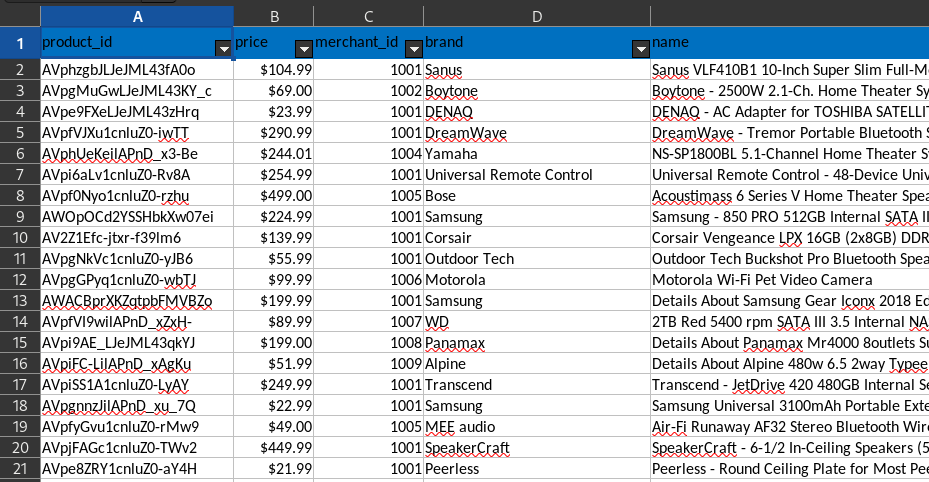 A B C D
1 product_id price merchant_id brand name
2 AVphzgbJLJeJML43fA0o $104.99 1001 Sanus Sanus VLF410B1 10-Inch Super Slim Full-M
3 AVpgMuGwLJeJML43KY_c $69.00 1002 Boytone Boytone - 2500W 2.1-Ch. Home Theater Sy
4 AVpe9FXeLJeJML43zHrq $23.99 1001 DENAQ DENAQ - AC Adapter for TOSHIBA SATELLIT
5 AVpfVJXu1cnluZ0-iwTT $290.99 1001 DreamWave DreamWave - Tremor Portable Bluetooth S
6 AVphUeKeilAPnD_x3-Be $244.01 1004 Yamaha NS-SP1800BL 5.1-Channel Home Theater S
7 AVpi6aLv1cnluZ0-Rv8A $254.99 1001 Universal Remote Control Universal Remote Control - 48-Device Univ
8 AVpf0Nyo1cnluZ0-rzhu $499.00 1005 Bose Acoustimass 6 Series V Home Theater Spea
9 AWOpOCd2YSSHbkXw07ei $224.99 1001 Samsung Samsung - 850 PRO 512GB Internal SATA II
10 AV2Z1Efc-jtxr-f39Im6 $139.99 1001 Corsair Corsair Vengeance LPX 16GB (2x8GB) DDR
11 AVpgNkVc1cnluZ0-yJB6 $55.99 1001 Outdoor Tech Outdoor Tech Buckshot Pro Bluetooth Spea
12 AVpgGPyq1cnluZ0-wbTJ $99.99 1006 Motorola Motorola Wi-Fi Pet Video Camera
13 AWACBprXKZqtpbFMVBZo $199.99 1001 Samsung Details About Samsung Gear Iconx 2018 Ed
14 AVpfVI9wilAPnD_xZxH- $89.99 1007 WD 2TB Red 5400 rpm SATA III 3.5 Internal NA
15 AVpi9AE_LJeJML43qkYJ $199.00 1008 Panamax Details About Panamax Mr4000 8outlets Su
16 AVpiFC-LilAPnD_xAgKu $51.99 1009 Alpine Details About Alpine 480w 6.5 2way Typee
17 AVpiSS1A1cnluZ0-LyAY $249.99 1001 Transcend Transcend - JetDrive 420 480GB Internal Se
18 AVpgnnzJilAPnD_xu_7Q $22.99 1001 Samsung Samsung Universal 3100mAh Portable Exte
19 AVpfyGvu1cnluZ0-rMw9 $49.00 1005 MEE audio Air-Fi Runaway AF32 Stereo Bluetooth Wire
20 AVpjFAGc1cnluZ0-TWv2 $449.99 1001 SpeakerCraft SpeakerCraft - 6-1/2 In-Ceiling Speakers (5
21 AVpe8ZRY1cnluZ0-aY4H $21.99 1001 Peerless Peerless - Round Ceiling Plate for Most Pee